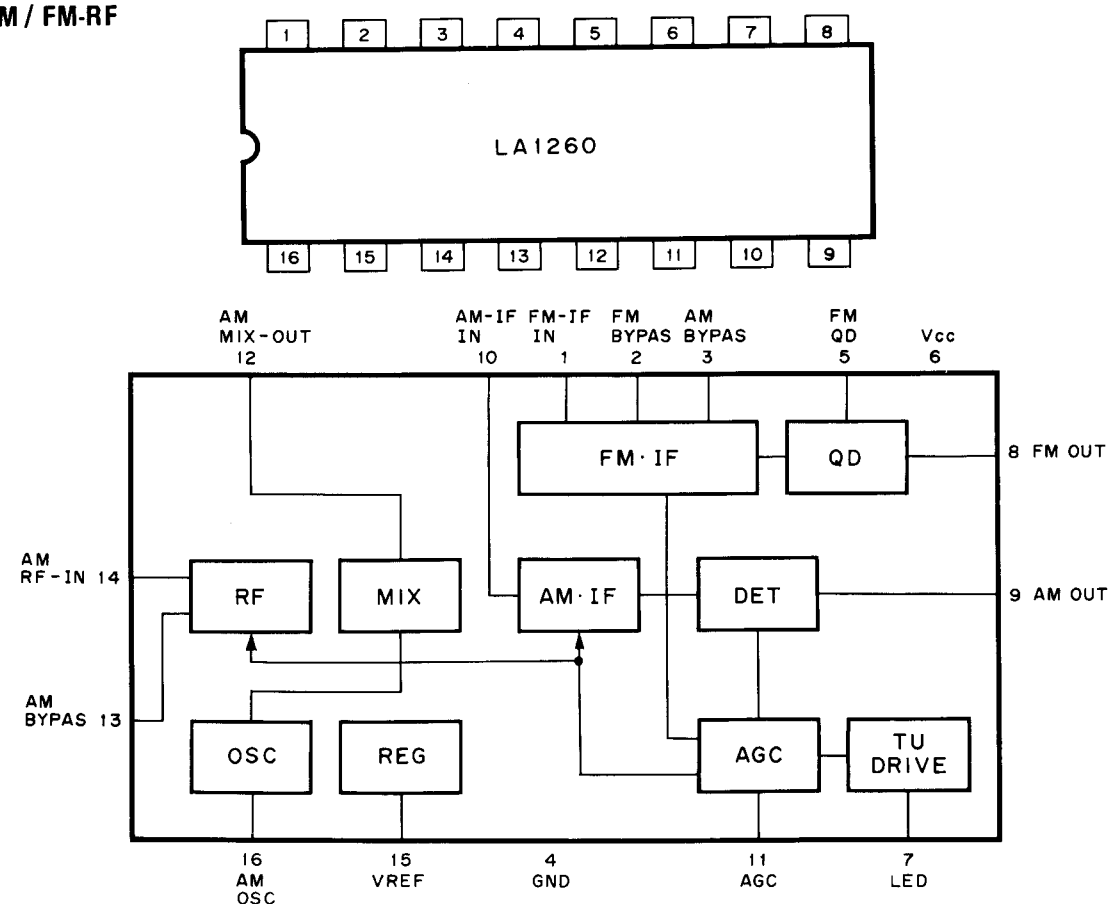 M / FM-RF
1 2 3 4 5 6 7 8
LA1260
16 15 14 13 12 11 10 9
AM
MIX-OUT
12
AM-IF
IN
10
FM-IF
IN
1
FM
BYPAS
2
AM
BYPAS
3
FM
QD
5
Vcc
6
FM·IF
QD
8 FM OUT
AM
RF-IN 14
RF
MIX
AM·IF
DET
9 AM OUT
AM
BYPAS 13
OSC
REG
AGC
TU
DRIVE
16
AM
OSC
15
VREF
4
GND
11
AGC
7
LED